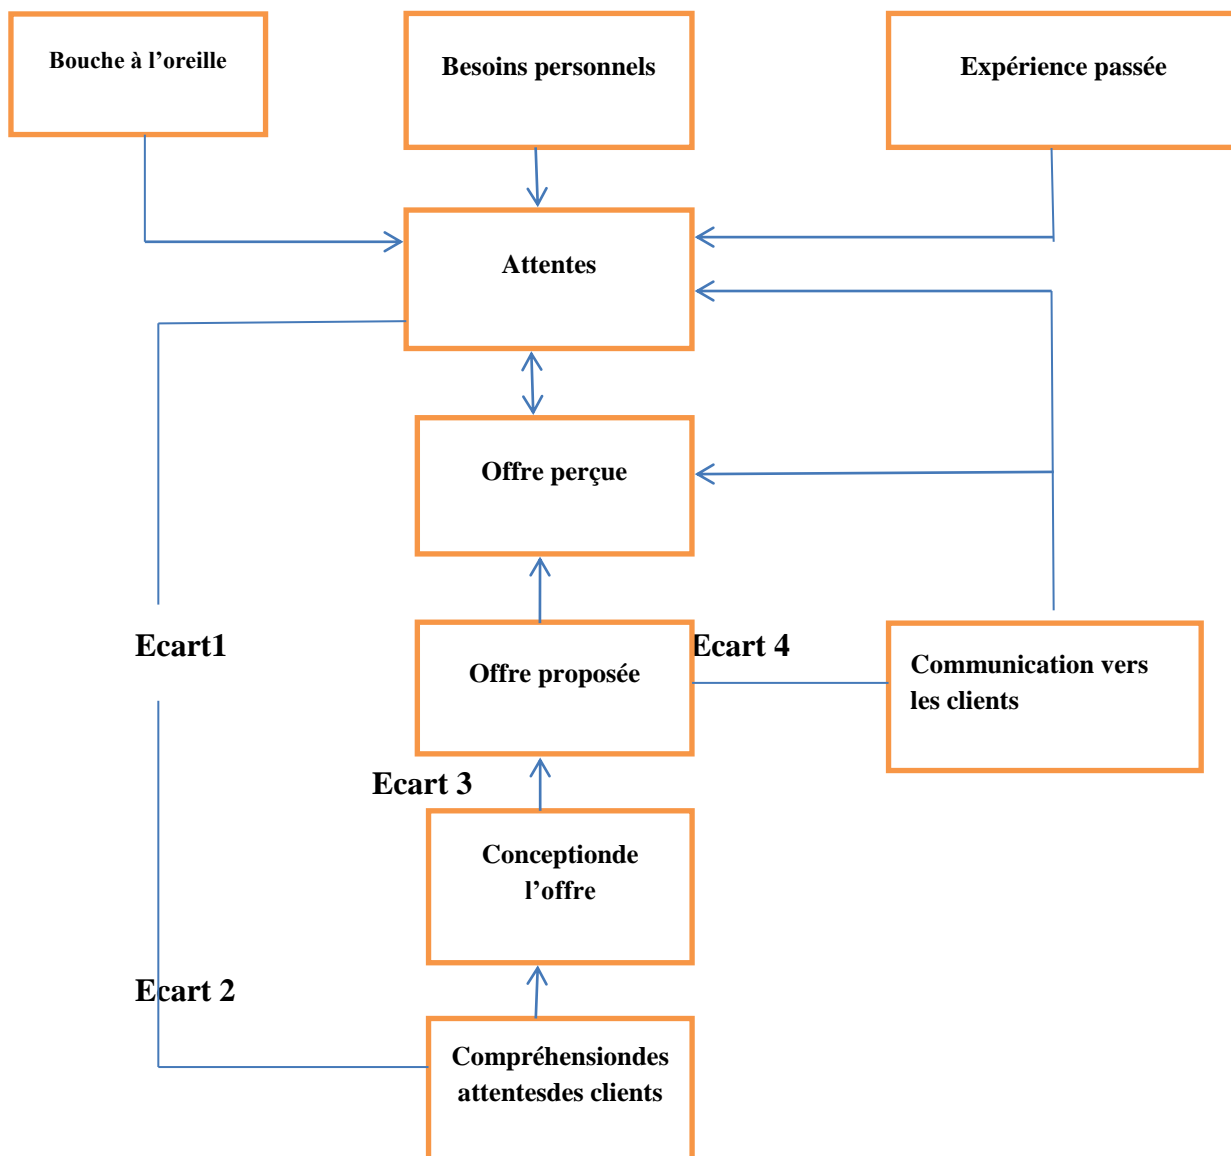 Bouche à l’oreille
Besoins personnels
Expérience passée
Attentes
Offre perçue
Ecart1
Ecart 4
Offre proposée
Communication vers
les clients
Ecart 3
Conceptionde
l’offre
Ecart 2
Compréhensiondes
attentesdes clients